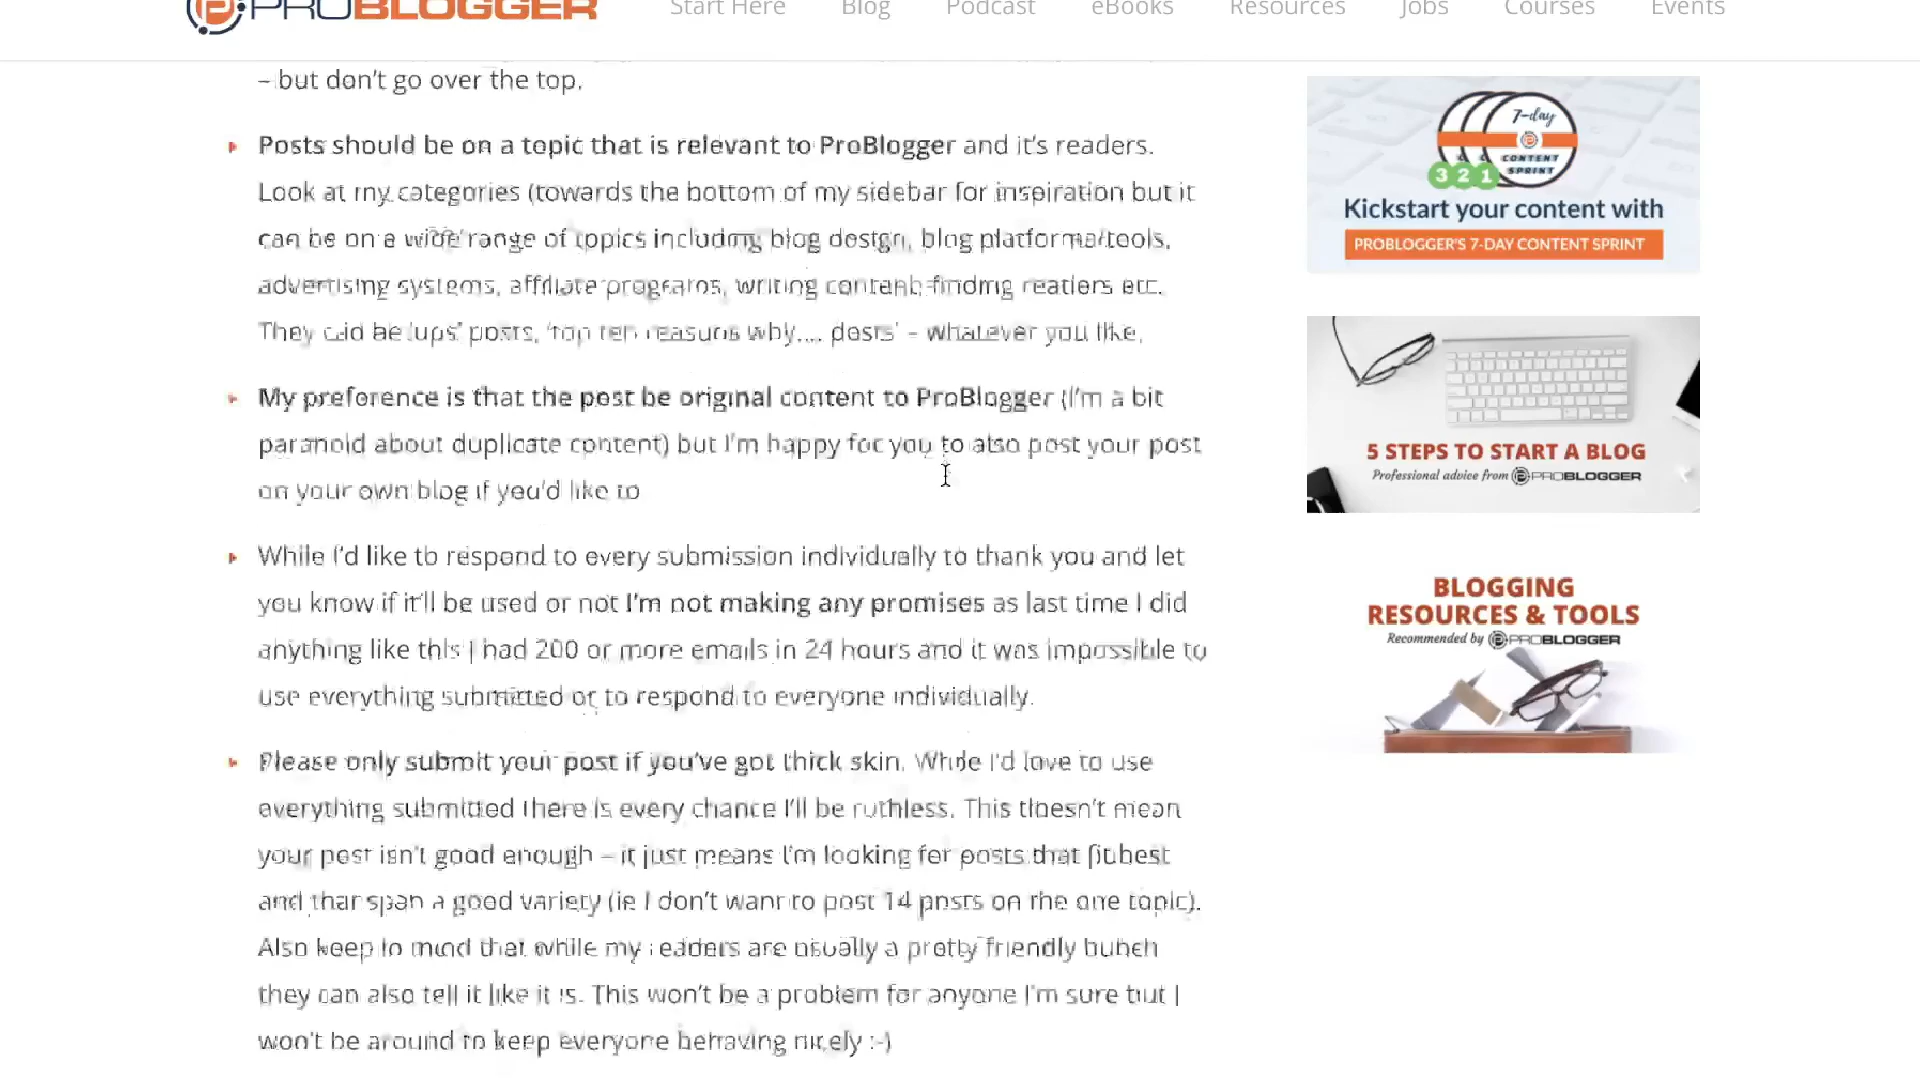 PROBLOGGER
Start Here
Blog
Podcast
eBooks
Resources
Jobs
Courses
Events
– but don't go over the top.
Posts should be on a topic that is relevant to ProBlogger and it's readers.
Look at my categories (towards the bottom of my sidebar for inspiration but it
can be on a wide range of topics including blog design, blog platforms/tools,
advertising systems, affiliate programs, writing content, finding readers etc.
They can be 'tips' posts, 'top ten reasons why.... posts' – whatever you like.
My preference is that the post be original content to ProBlogger (I'm a bit
paranoid about duplicate content) but I'm happy for you to also post your post
on your own blog if you'd like to
While I'd like to respond to every submission individually to thank you and let
you know if it'll be used or not I'm not making any promises as last time I did
anything like this I had 200 or more emails in 24 hours and it was impossible to
use everything submitted or to respond to everyone individually.
Please only submit your post if you've got thick skin. While I'd love to use
everything submitted there is every chance I'll be ruthless. This doesn't mean
your post isn't good enough – it just means I'm looking for posts that fit best
and that span a good variety (ie I don't want to post 14 posts on the one topic).
Also keep in mind that while my readers are usually a pretty friendly bunch
they can also tell it like it is. This won't be a problem for anyone I'm sure but I
won't be around to keep everyone behaving nicely :-)
7-day
CONTENT
SPRINT
3 2 1
Kickstart your content with
PROBLOGGER'S 7-DAY CONTENT SPRINT
5 STEPS TO START A BLOG
Professional advice from PROBLOGGER
BLOGGING
RESOURCES & TOOLS
Recommended by PROBLOGGER